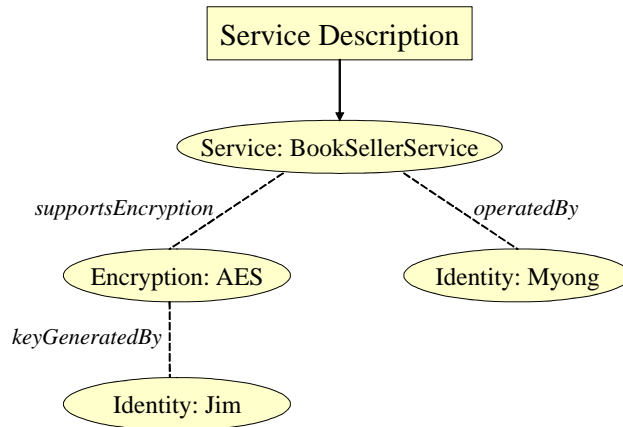 Service Description
Service: BookSellerService
supportsEncryption
operatedBy
Encryption: AES
Identity: Myong
keyGeneratedBy
Identity: Jim